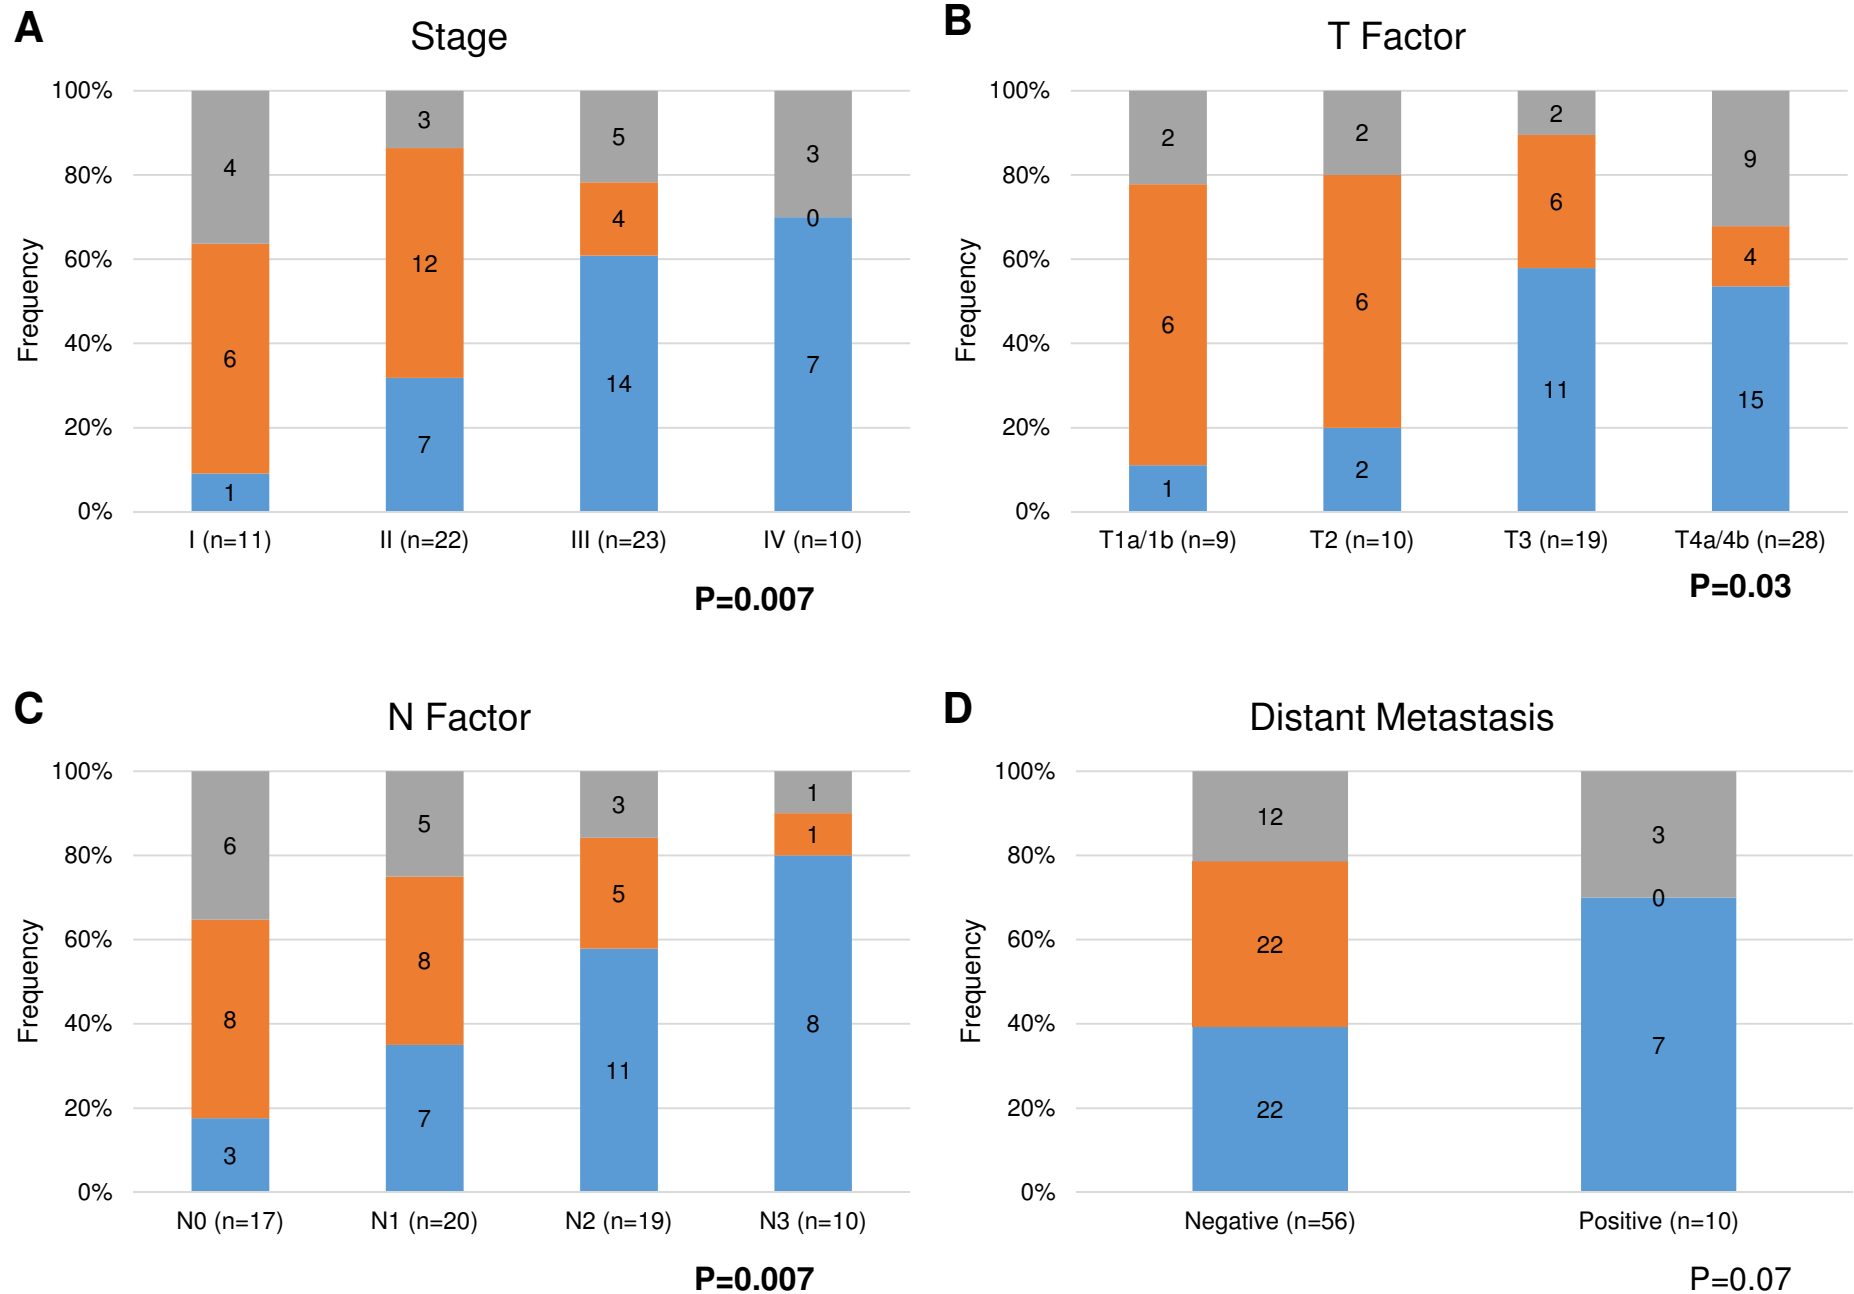 A
Stage
100%
80%
60%
40%
20%
0%
Frequency
4
6
1
3
12
7
5
4
14
3
0
7
I (n=11)
II (n=22)
III (n=23)
IV (n=10)
P=0.007
B
T Factor
100%
80%
60%
40%
20%
0%
Frequency
2
6
1
2
6
2
2
6
11
9
4
15
T1a/1b (n=9)
T2 (n=10)
T3 (n=19)
T4a/4b (n=28)
P=0.03
C
N Factor
100%
80%
60%
40%
20%
0%
Frequency
6
8
3
5
8
7
3
5
11
1
1
8
N0 (n=17)
N1 (n=20)
N2 (n=19)
N3 (n=10)
P=0.007
D
Distant Metastasis
100%
80%
60%
40%
20%
0%
Frequency
12
22
22
3
0
7
Negative (n=56)
Positive (n=10)
P=0.07